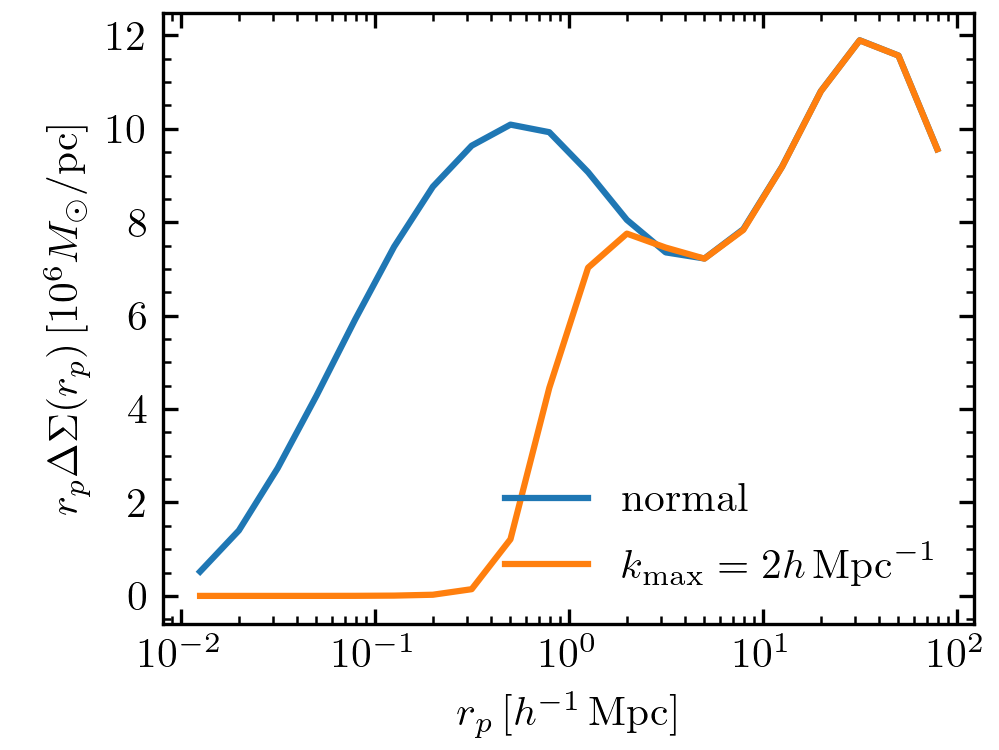 12
10
8
6
4
2
0
r_p ΔΣ(r_p) [10^6 M_⊙/pc]
normal
k_max = 2h Mpc^−1
10^−2 10^−1 10^0 10^1 10^2
r_p [h^−1 Mpc]